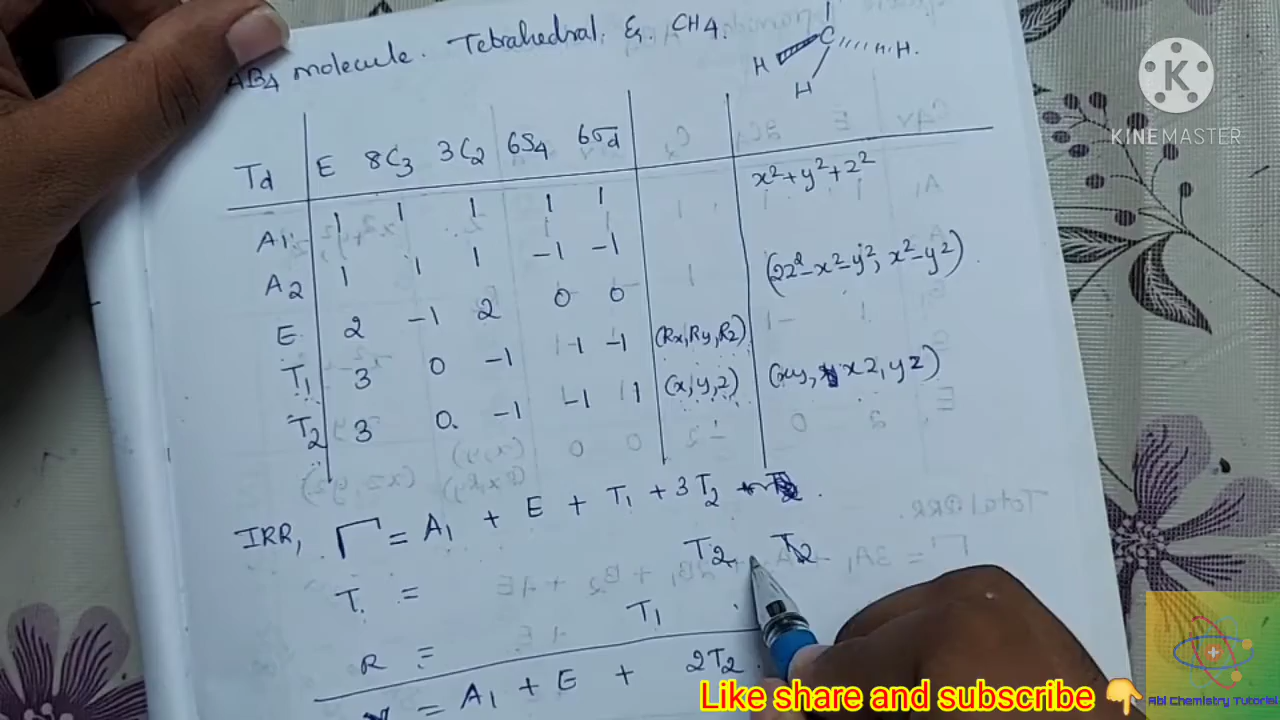 AB4 molecule. Tetrahedral. Eg. CH4.
C
H
H.
H
K
KINEMASTER
Td E 8C3 3C2 6S4 6σd
x²+y²+z²
A1 1 1 1 1 1
A2 1 1 1 -1 -1
(2z²-x²-y², x²-y²)
E 2 -1 2 0 0
T1 3 0 -1 1 -1 (Rx, Ry, Rz)
T2 3 0. -1 -1 1 (x, y, z) (xy, xz, yz)
IRR, Γ = A1 + E + T1 + 3T2
T. = T2
R = T1
V = A1 + E + 2T2
Like share and subscribe 👇
Abi Chemistry Tutorial